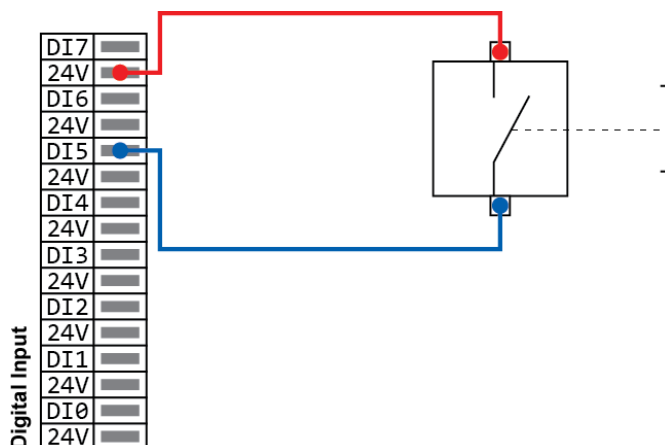 DI7
24V
DI6
24V
DI5
24V
DI4
24V
DI3
24V
DI2
24V
DI1
24V
DI0
24V
Digital Input